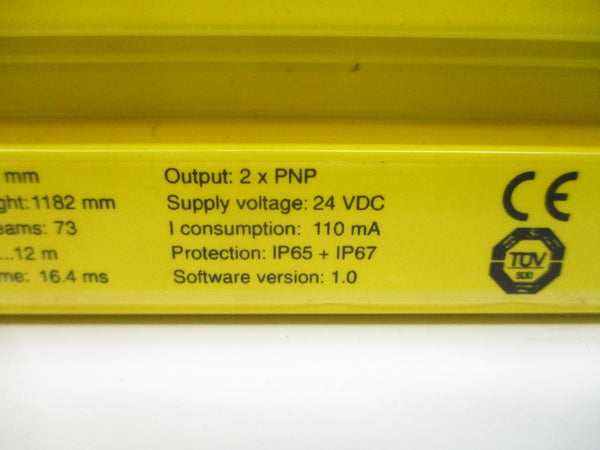 mm
ght: 1182 mm
eams: 73
...12 m
me: 16.4 ms
Output: 2 x PNP
Supply voltage: 24 VDC
I consumption: 110 mA
Protection: IP65 + IP67
Software version: 1.0
CE
TÜV
SÜD